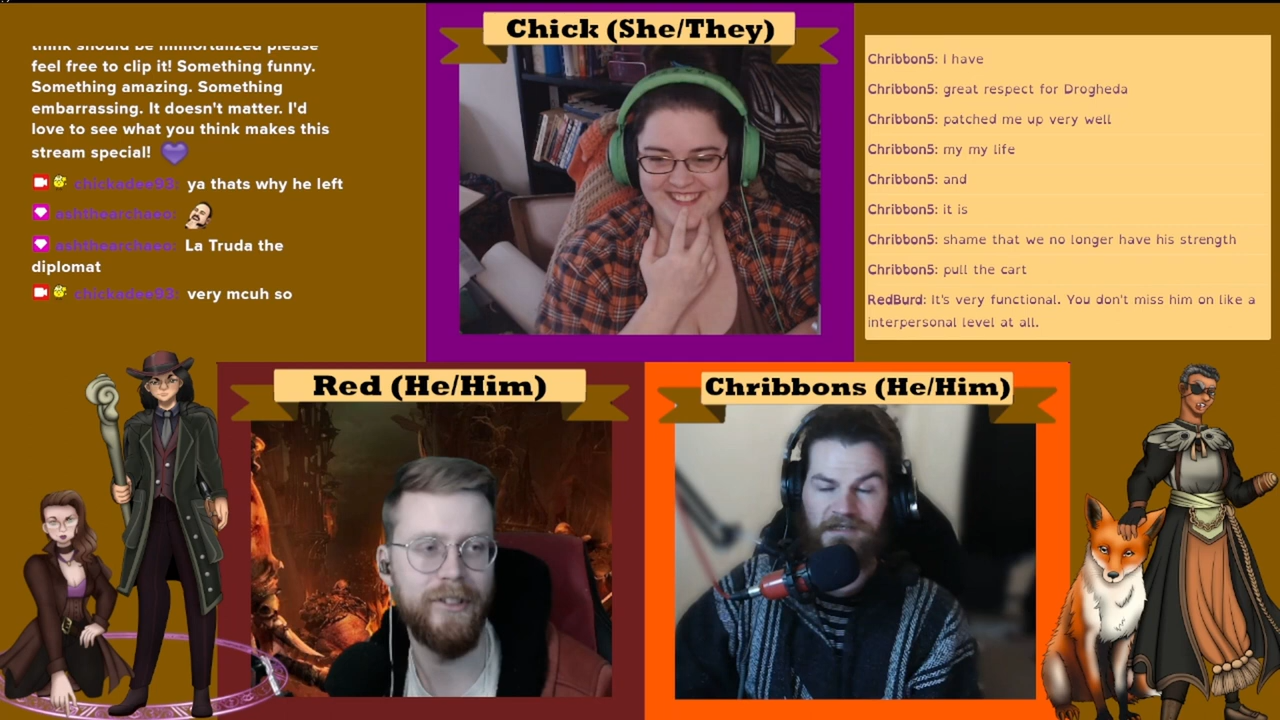 think should be immortalized please
feel free to clip it! Something funny.
Something amazing. Something
embarrassing. It doesn't matter. I'd
love to see what you think makes this
stream special!
chickadee93: ya thats why he left
ashthearchaeo:
ashthearchaeo: La Truda the
diplomat
chickadee93: very mcuh so
Chick (She/They)
Chribbon5: I have
Chribbon5: great respect for Drogheda
Chribbon5: patched me up very well
Chribbon5: my my life
Chribbon5: and
Chribbon5: it is
Chribbon5: shame that we no longer have his strength
Chribbon5: pull the cart
RedBurd: It's very functional. You don't miss him on like a
interpersonal level at all.
Red (He/Him)
Chribbons (He/Him)